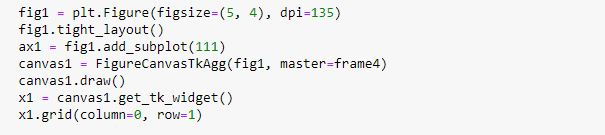 fig1 = plt.Figure(figsize=(5, 4), dpi=135)
fig1.tight_layout()
ax1 = fig1.add_subplot(111)
canvas1 = FigureCanvasTkAgg(fig1, master=frame4)
canvas1.draw()
x1 = canvas1.get_tk_widget()
x1.grid(column=0, row=1)